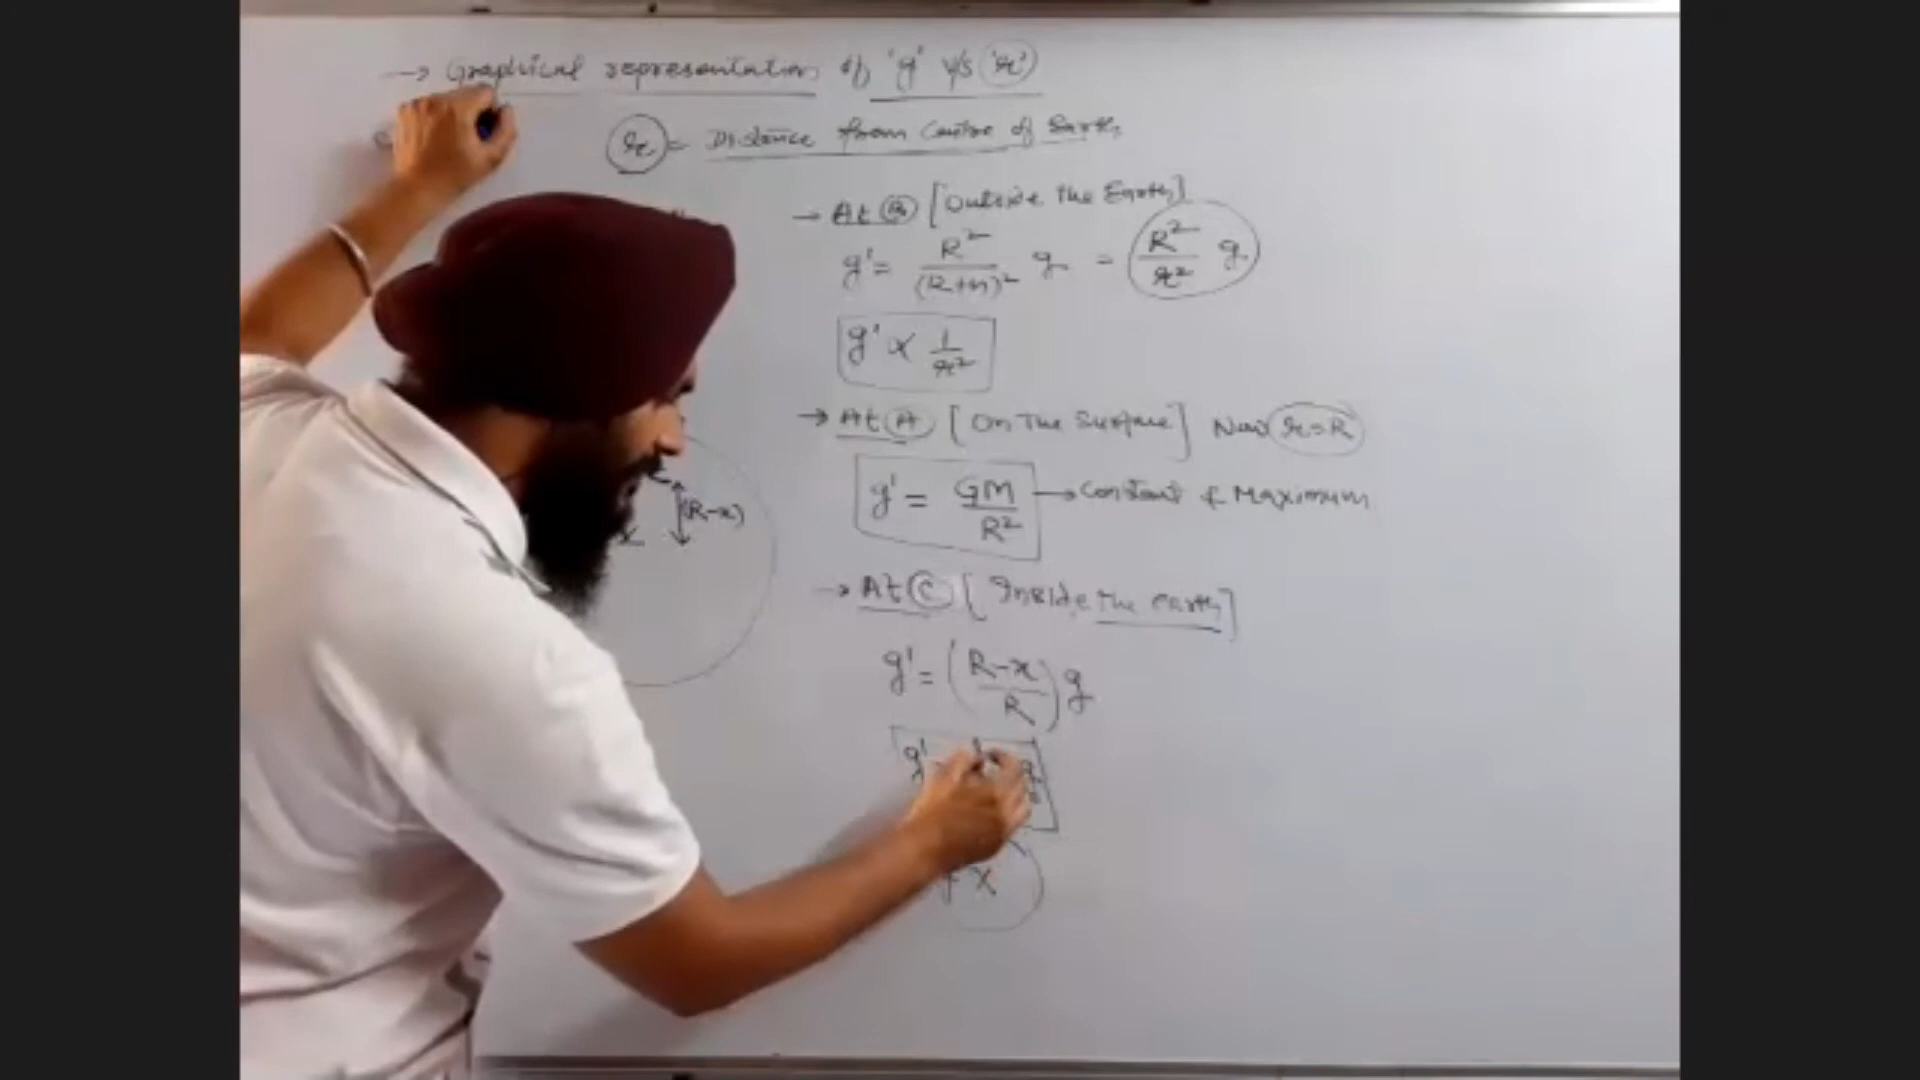 → Graphical representation of 'g' v/s 'r'
r = Distance from Centre of Earth
→ At B [Outside the Earth]
g' = R²/(R+h)² g = R²/r² g
g' ∝ 1/r²
→ At A [On The Surface] Now r=R
g' = GM/R² → Constant & Maximum
(R-x)
x
→ At C [Inside the earth]
g' = (R-x/R) g
g'